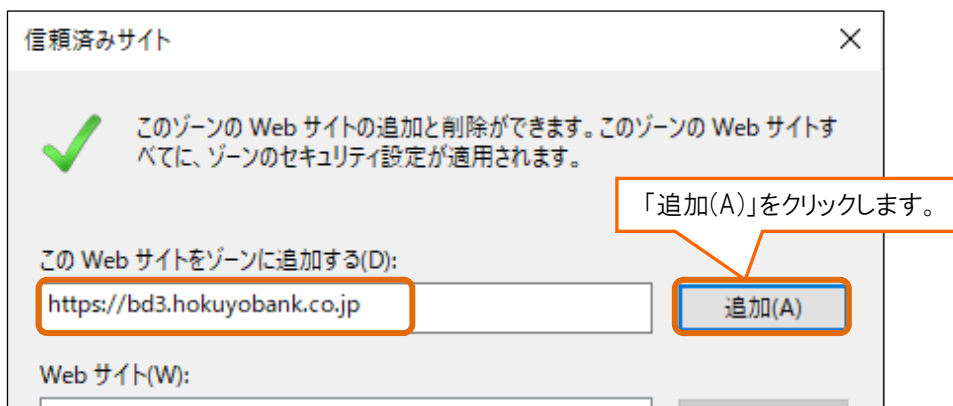 信頼済みサイト
このゾーンの Web サイトの追加と削除ができます。このゾーンの Web サイトす
べてに、ゾーンのセキュリティ設定が適用されます。
「追加(A)」をクリックします。
この Web サイトをゾーンに追加する(D):
https://bd3.hokuyobank.co.jp
追加(A)
Web サイト(W):